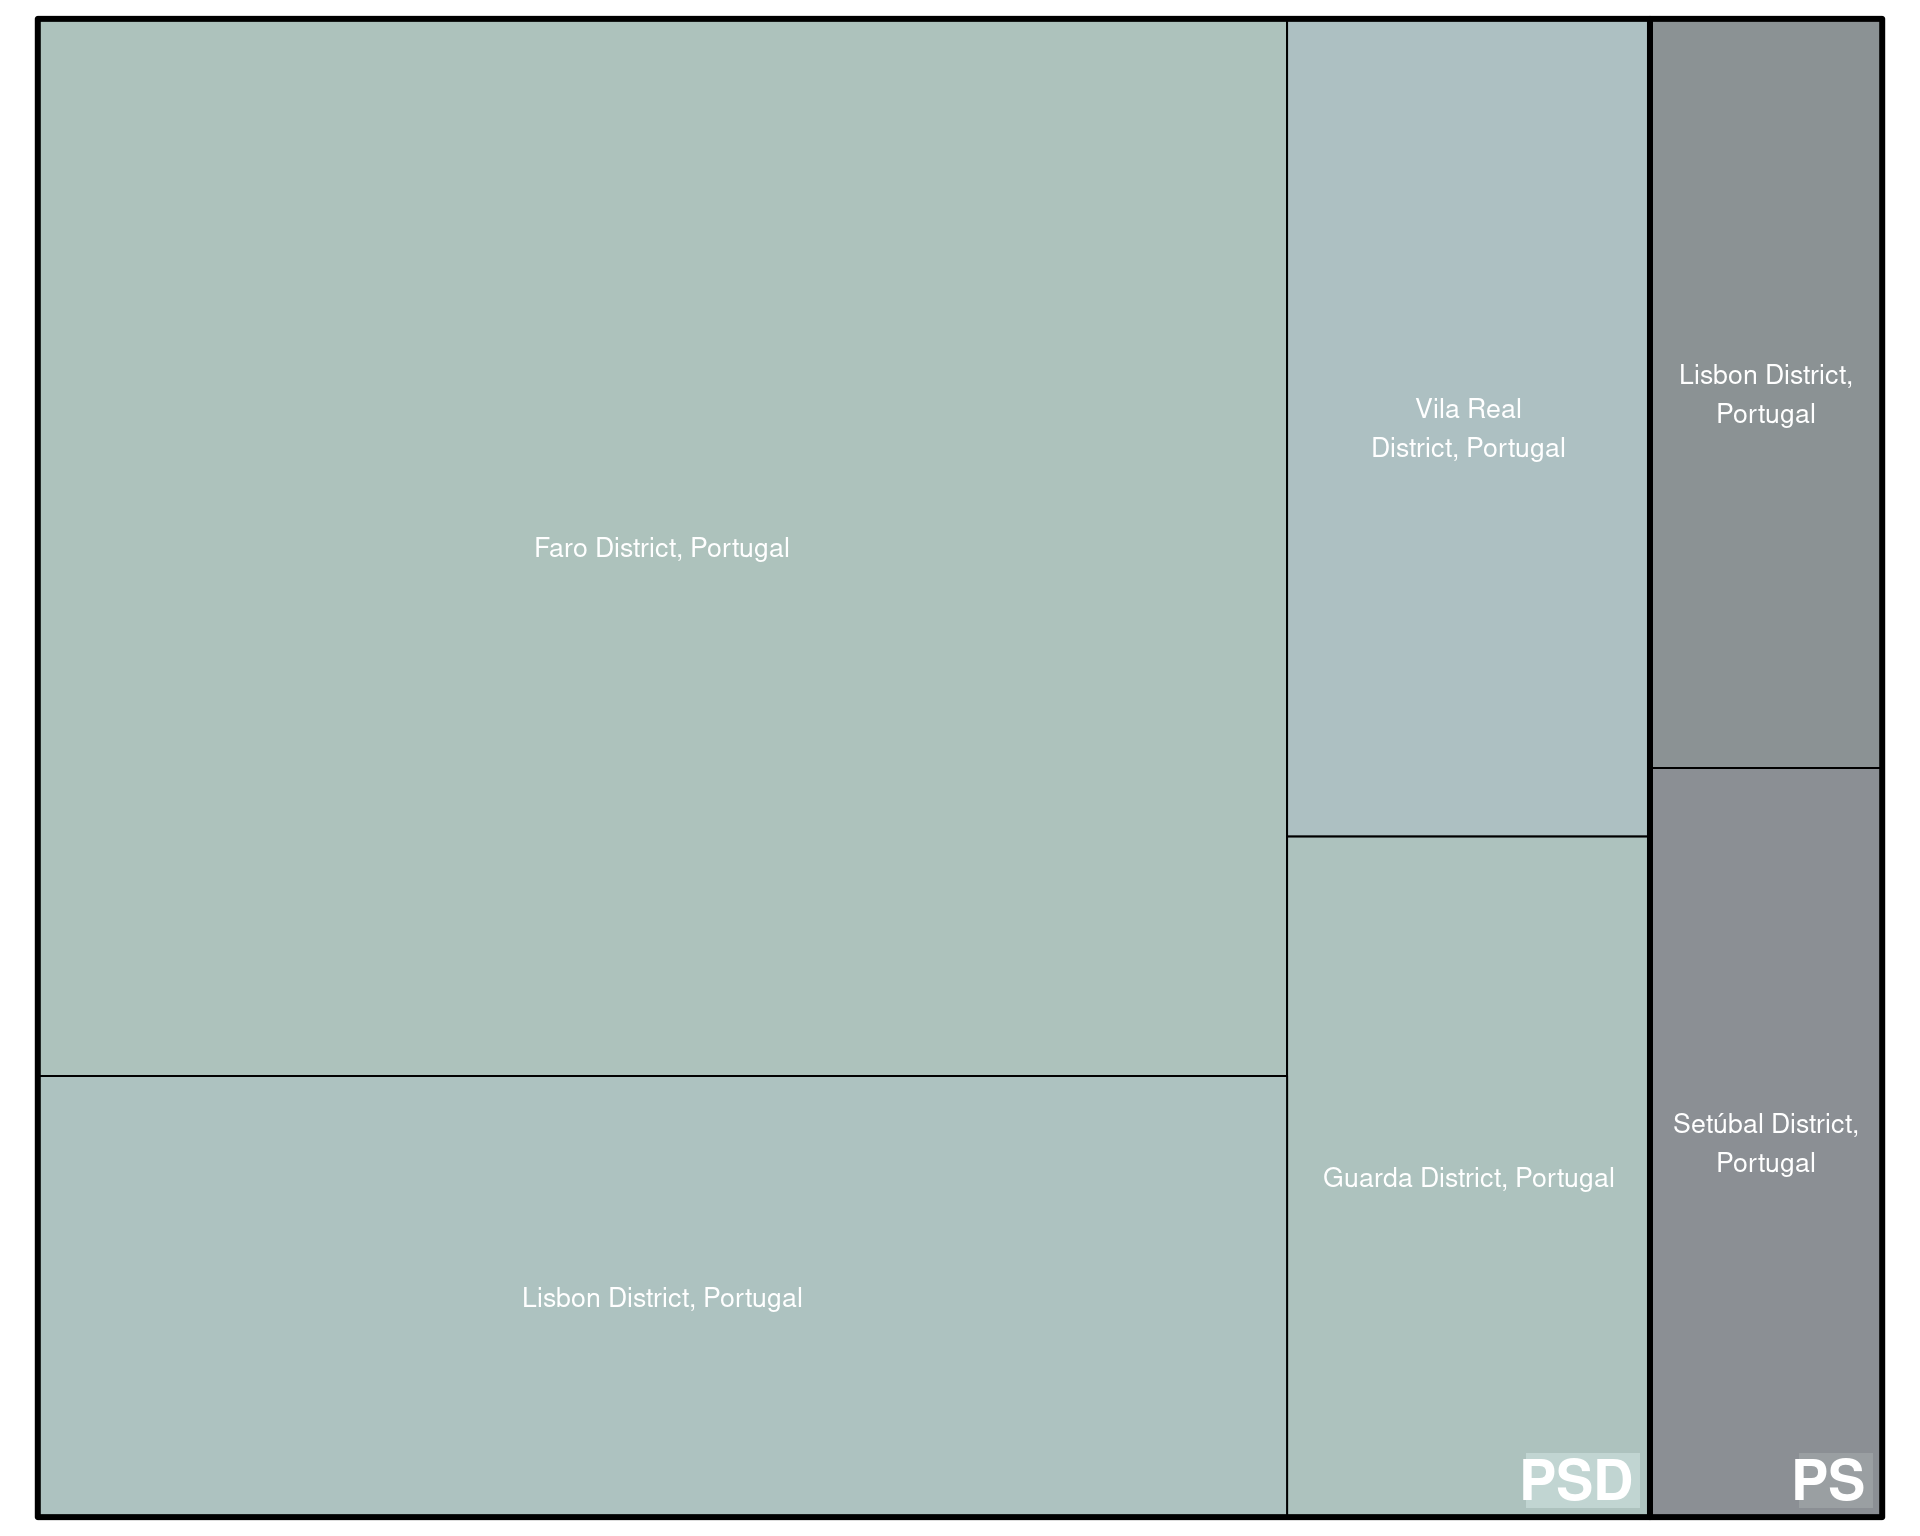 Faro District, Portugal
Lisbon District, Portugal
Vila Real
District, Portugal
Guarda District, Portugal
PSD
Lisbon District,
Portugal
Setúbal District,
Portugal
PS